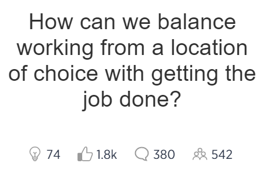 How can we balance
working from a location
of choice with getting the
job done?
74 1.8k 380 542